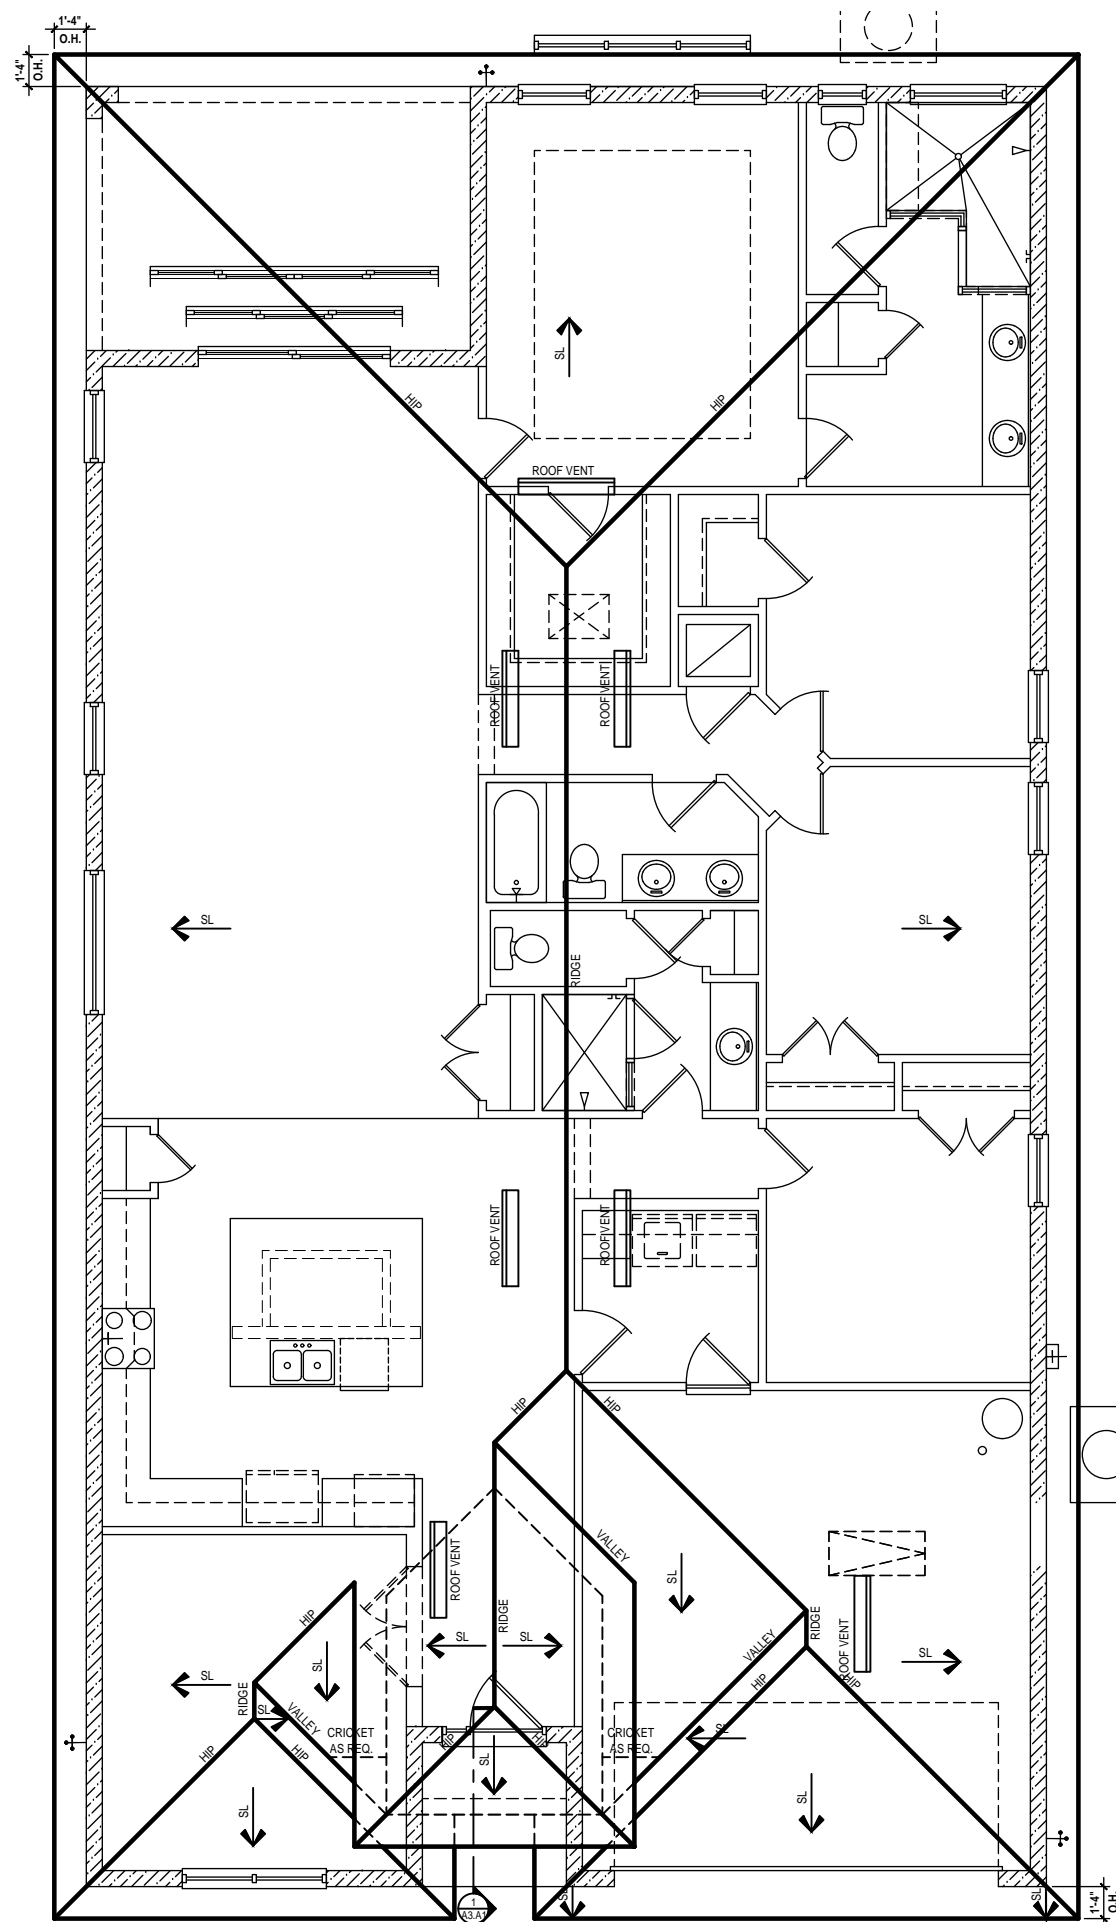 1'-4"
O.H.
1'-4"
O.H.
SL
HIP
HIP
ROOF VENT
ROOF VENT
ROOF VENT
SL
SL
RIDGE
ROOF VENT
ROOF VENT
HIP
HIP
VALLEY
ROOF VENT
SL
HIP
RIDGE
RIDGE
SL
SL
VALLEY
ROOF VENT
SL
SL
SL
HIP
HIP
RIDGE
SL
VALLEY
CRICKET
AS REQ.
CRICKET
AS REQ.
SL
HIP
HIP
HIP
HIP
SL
SL
SL
1
A3.A1
SL
SL
1'-4"
O.H.